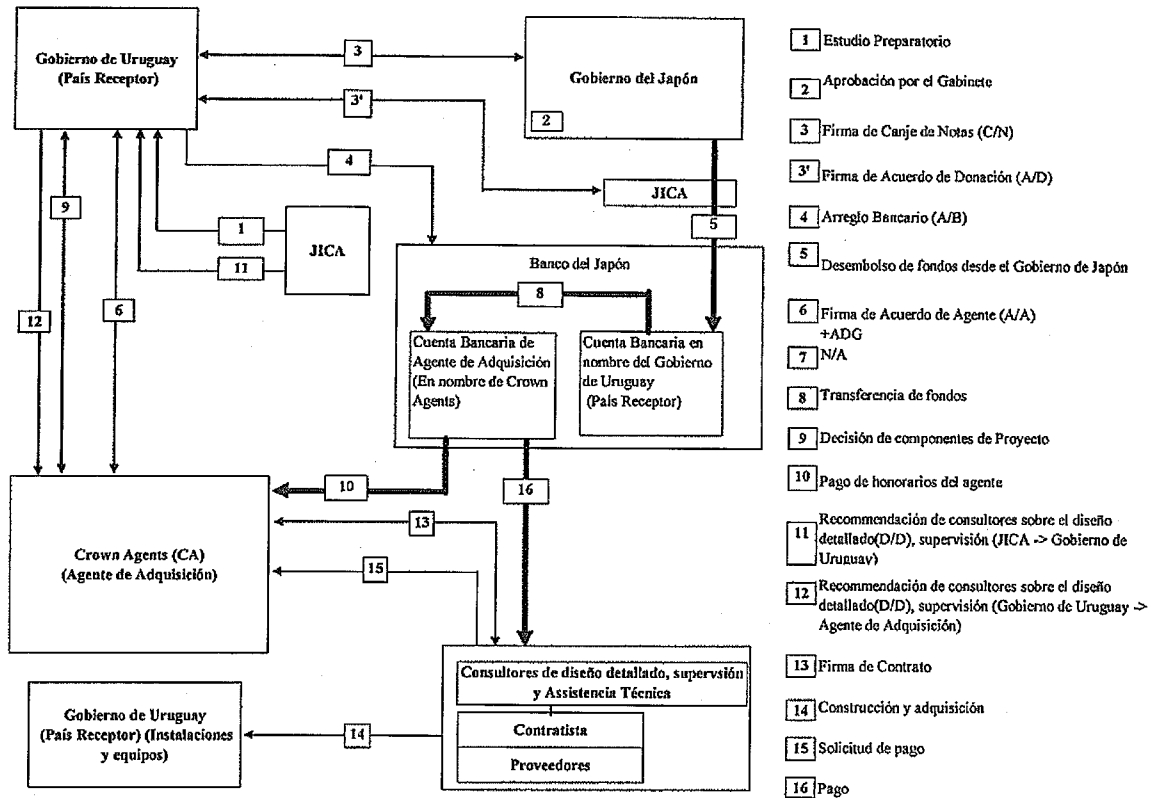 Gobierno de Uruguay
(País Receptor)
3
3'
Gobierno del Japón
2
4
JICA
5
9
1
11
JICA
12
6
Banco del Japón
8
Cuenta Bancaria de
Agente de Adquisición
(En nombre de Crown
Agents)
Cuenta Bancaria en
nombre del Gobierno
de Uruguay
(País Receptor)
10
16
13
15
Crown Agents (CA)
(Agente de Adquisición)
Consultores de diseño detallado, supervsión
y Assistencia Técnica
Contratista
Proveedores
14
Gobierno de Uruguay
(País Receptor) (Instalaciones
y equipos)
1 Estudio Preparatorio
2 Aprobación por el Gabinete
3 Firma de Canje de Notas (C/N)
3' Firma de Acuerdo de Donación (A/D)
4 Arreglo Bancario (A/B)
5 Desembolso de fondos desde el Gobierno de Japón
6 Firma de Acuerdo de Agente (A/A)
+ADG
7 N/A
8 Transferencia de fondos
9 Decisión de componentes de Proyecto
10 Pago de honorarios del agente
11 Recommendación de consultores sobre el diseño
detallado(D/D), supervisión (JICA -> Gobierno de
Uruguay)
12 Recommendación de consultores sobre el diseño
detallado(D/D), supervisión (Gobierno de Uruguay ->
Agente de Adquisición)
13 Firma de Contrato
14 Construcción y adquisición
15 Solicitud de pago
16 Pago